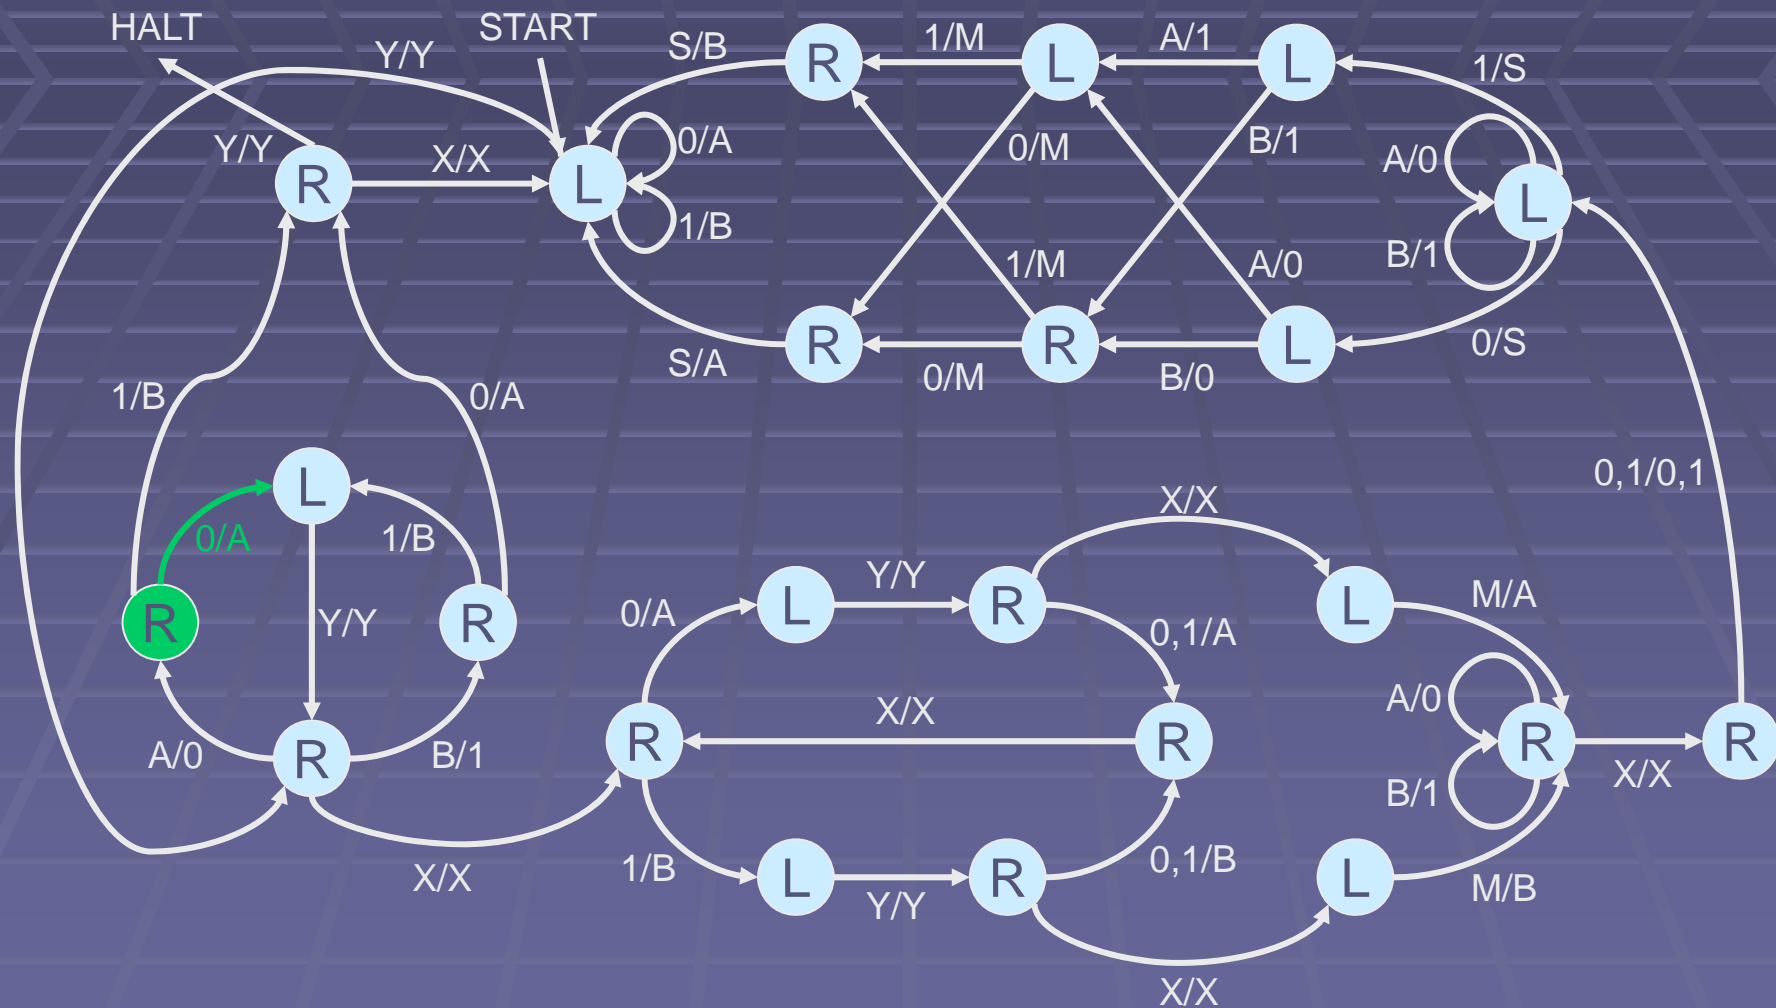 HALT
START
Y/Y
S/B
R
1/M
L
A/1
L
1/S
Y/Y
R
X/X
L
0/A
1/B
0/M
B/1
A/0
L
B/1
1/M
A/0
S/A
R
0/M
R
B/0
L
0/S
1/B
0/A
L
0/A
1/B
R
Y/Y
R
A/0
R
B/1
X/X
0,1/0,1
X/X
0/A
L
Y/Y
R
0,1/A
L
M/A
R
X/X
R
A/0
B/1
R
X/X
R
1/B
L
Y/Y
R
0,1/B
L
M/B
X/X